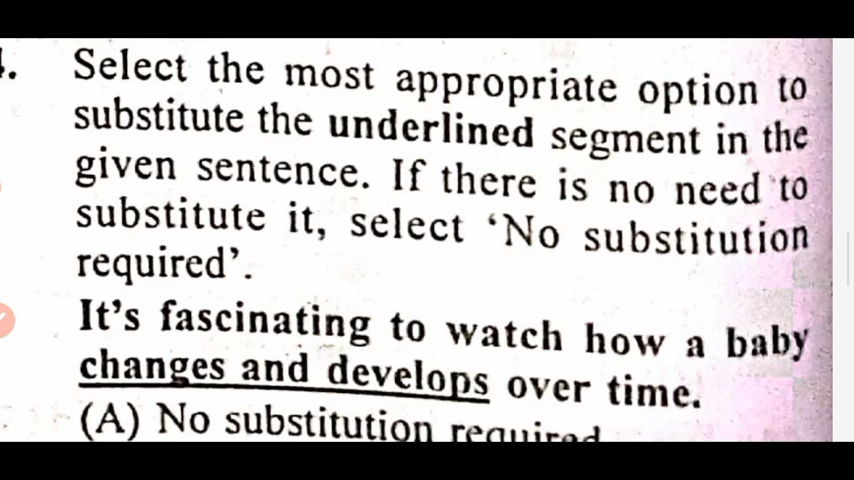 4. Select the most appropriate option to
substitute the underlined segment in the
given sentence. If there is no need to
substitute it, select ‘No substitution
required’.
It's fascinating to watch how a baby
changes and develops over time.
(A) No substitution required